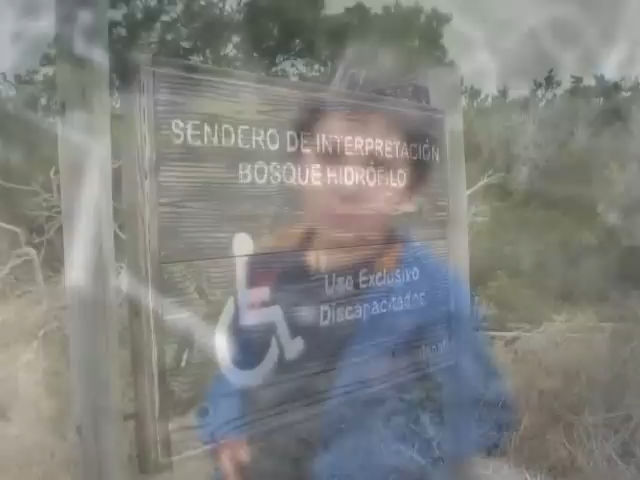 SENDERO DE INTERPRETACIÓN
BOSQUE HIDRÓFILO
Uso Exclusivo
Discapacitados